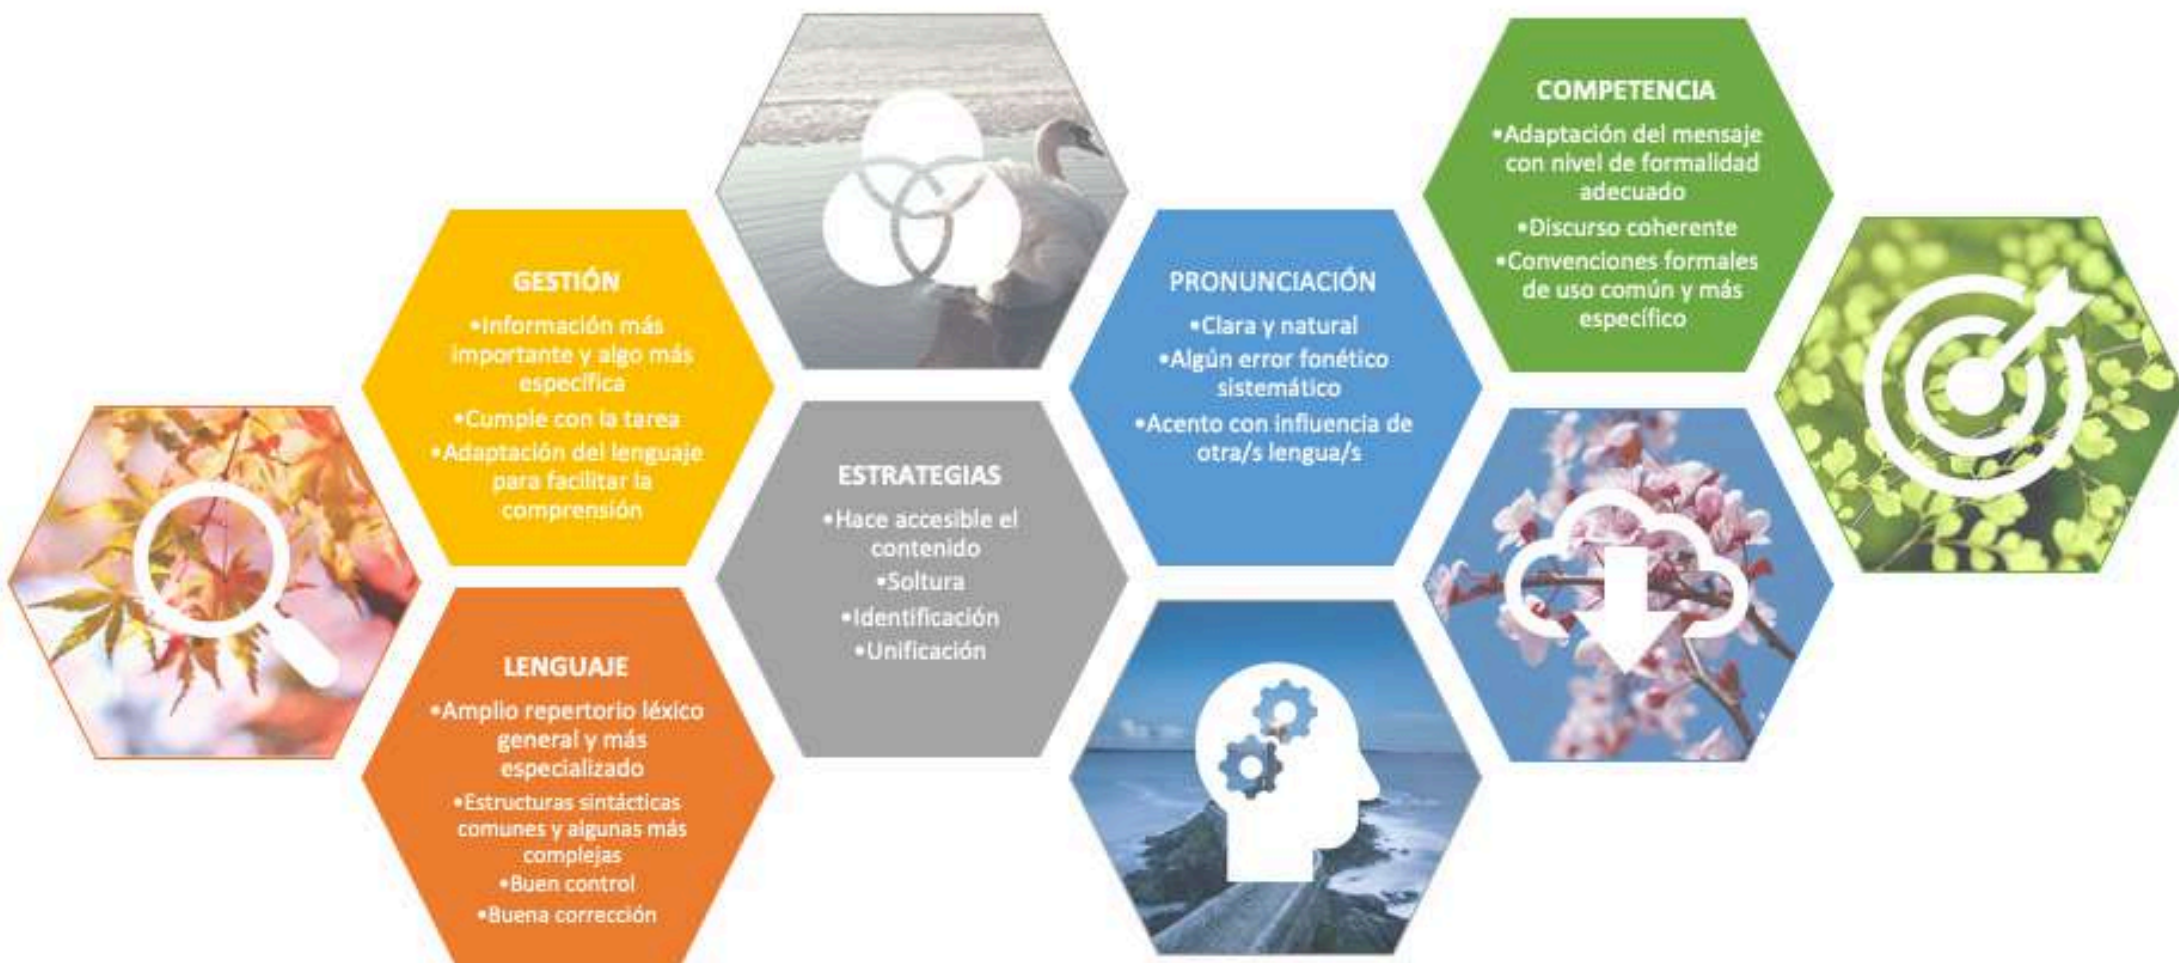 GESTIÓN
•Información más
importante y algo más
específica
•Cumple con la tarea
•Adaptación del lenguaje
para facilitar la
comprensión
LENGUAJE
•Amplio repertorio léxico
general y más
especializado
•Estructuras sintácticas
comunes y algunas más
complejas
•Buen control
•Buena corrección
ESTRATEGIAS
•Hace accesible el
contenido
•Soltura
•Identificación
•Unificación
PRONUNCIACIÓN
•Clara y natural
•Algún error fonético
sistemático
•Acento con influencia de
otra/s lengua/s
COMPETENCIA
•Adaptación del mensaje
con nivel de formalidad
adecuado
•Discurso coherente
•Convenciones formales
de uso común y más
específico